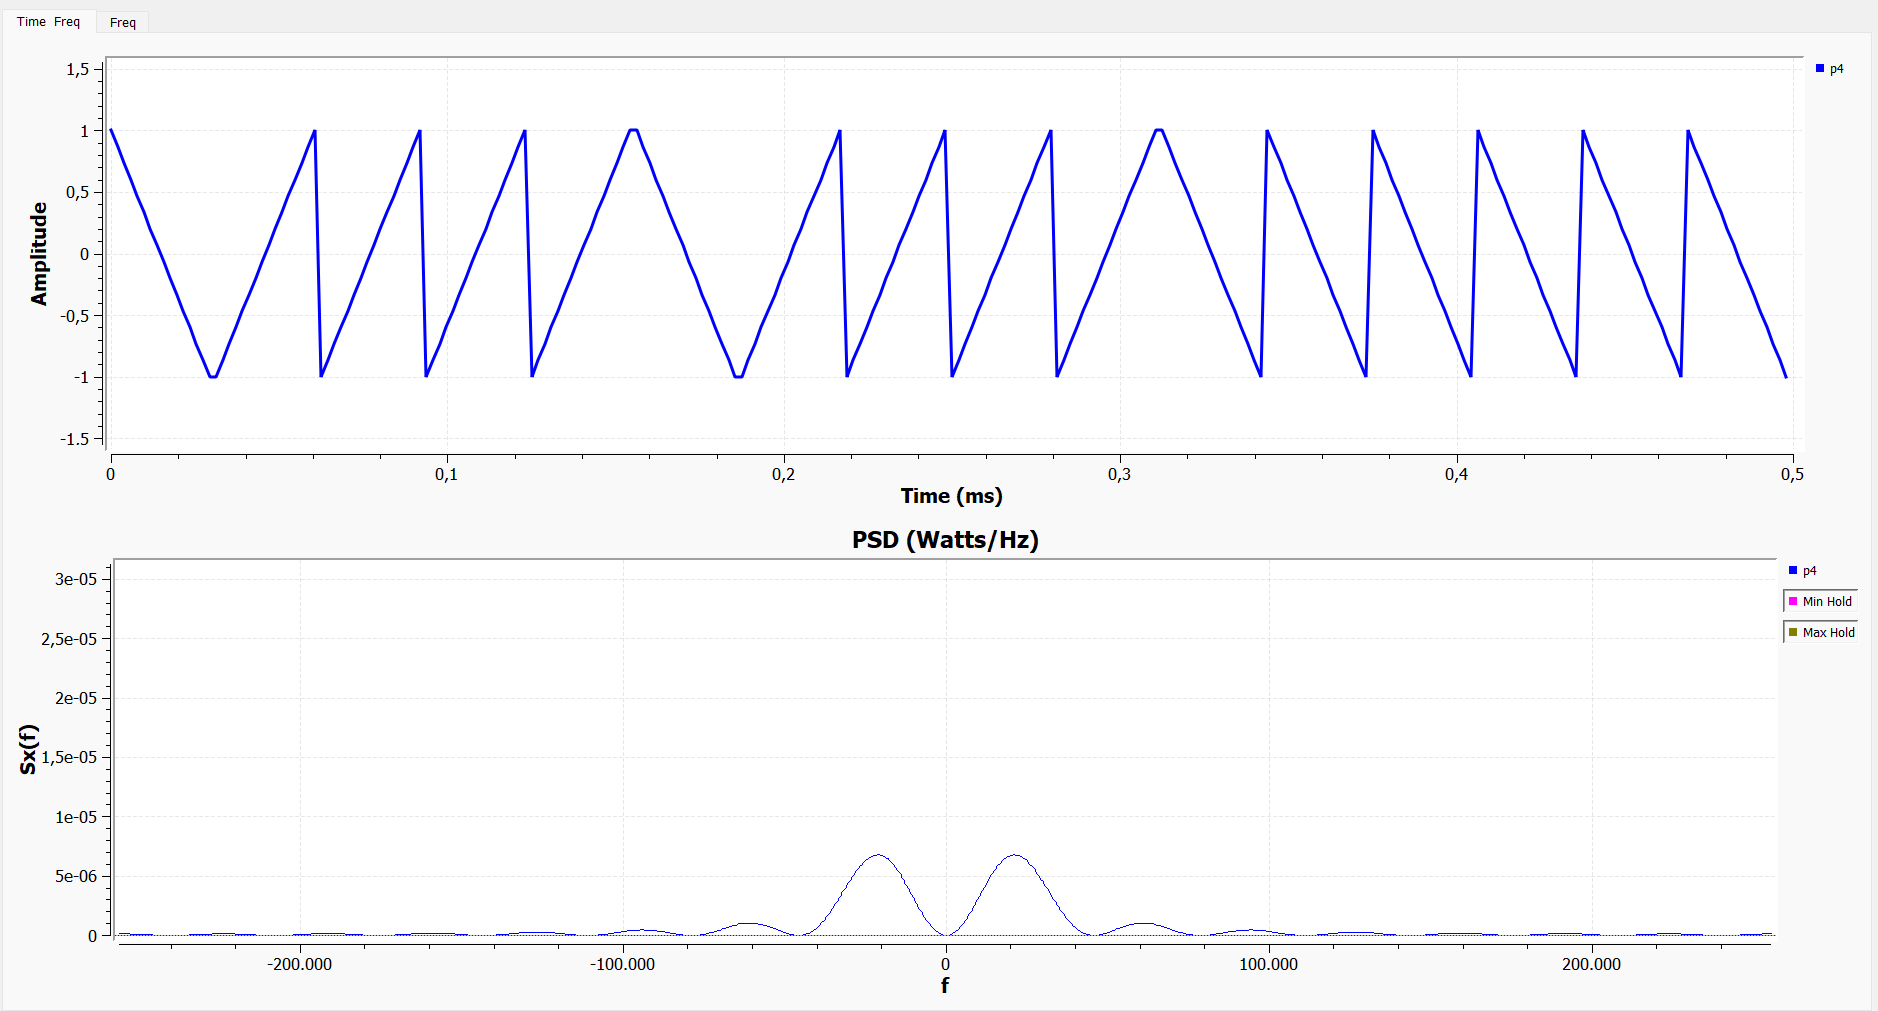 Time Freq
Freq
1,5
1
0,5
0
-0,5
-1
-1.5
Amplitude
p4
0
0,1
0,2
0,3
0,4
0,5
Time (ms)
PSD (Watts/Hz)
3e-05
2,5e-05
2e-05
1,5e-05
1e-05
5e-06
0
Sx(f)
p4
Min Hold
Max Hold
-200.000
-100.000
0
100.000
200.000
f